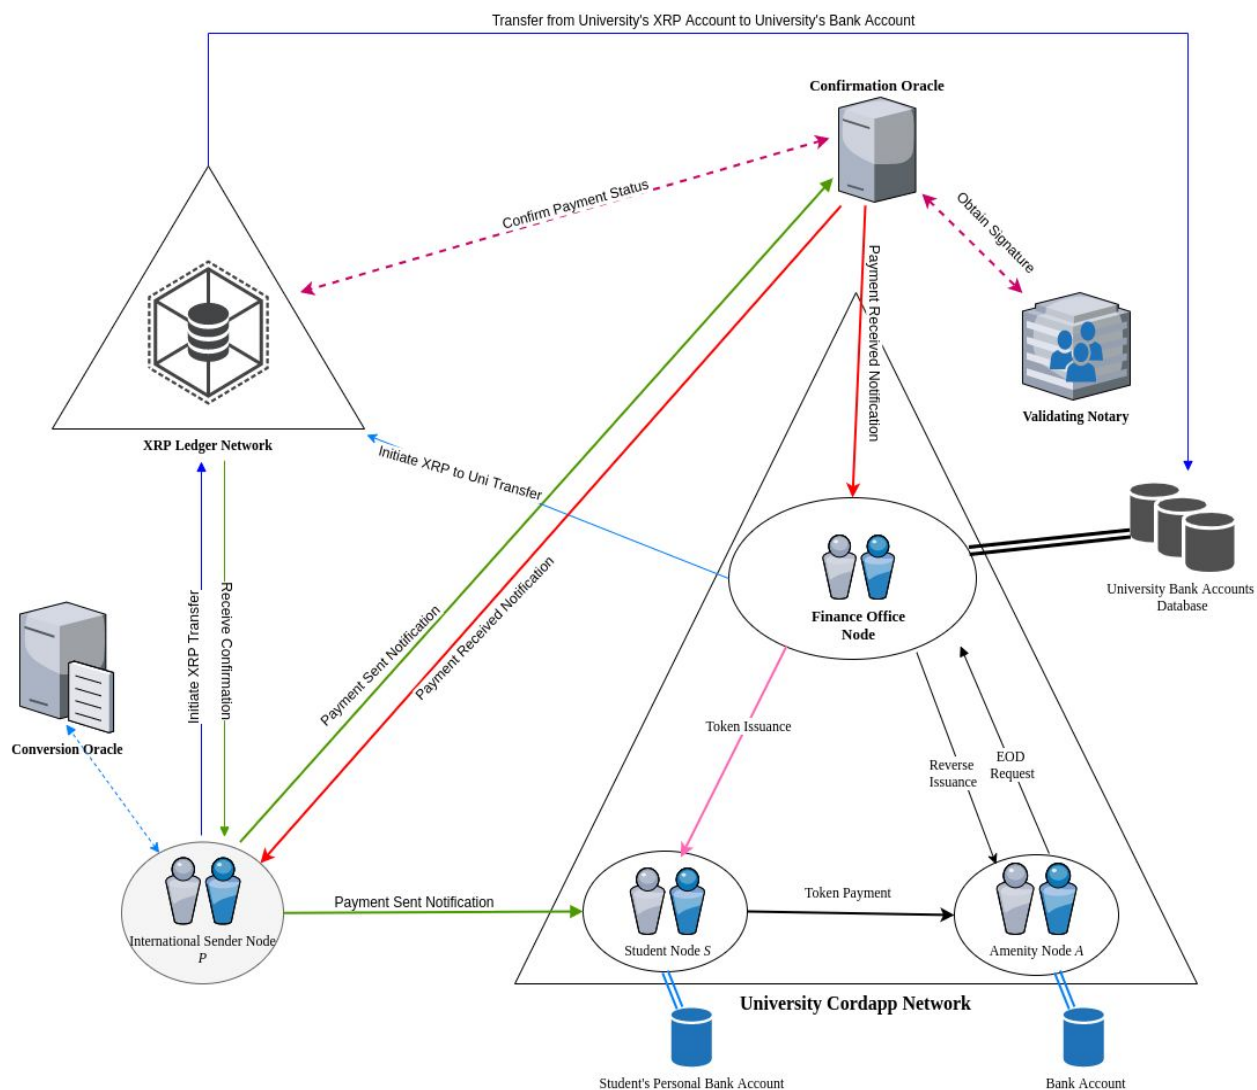 Transfer from University's XRP Account to University's Bank Account
Confirmation Oracle
Confirm Payment Status
Obtain Signature
Payment Received Notification
Validating Notary
XRP Ledger Network
Initiate XRP to Uni Transfer
University Bank Accounts
Database
Finance Office
Node
Initiate XRP Transfer
Receive Confirmation
Payment Sent Notification
Payment Received Notification
Conversion Oracle
Token Issuance
Reverse
Issuance
EOD
Request
International Sender Node
P
Payment Sent Notification
Student Node S
Token Payment
Amenity Node A
University Cordapp Network
Student's Personal Bank Account
Bank Account